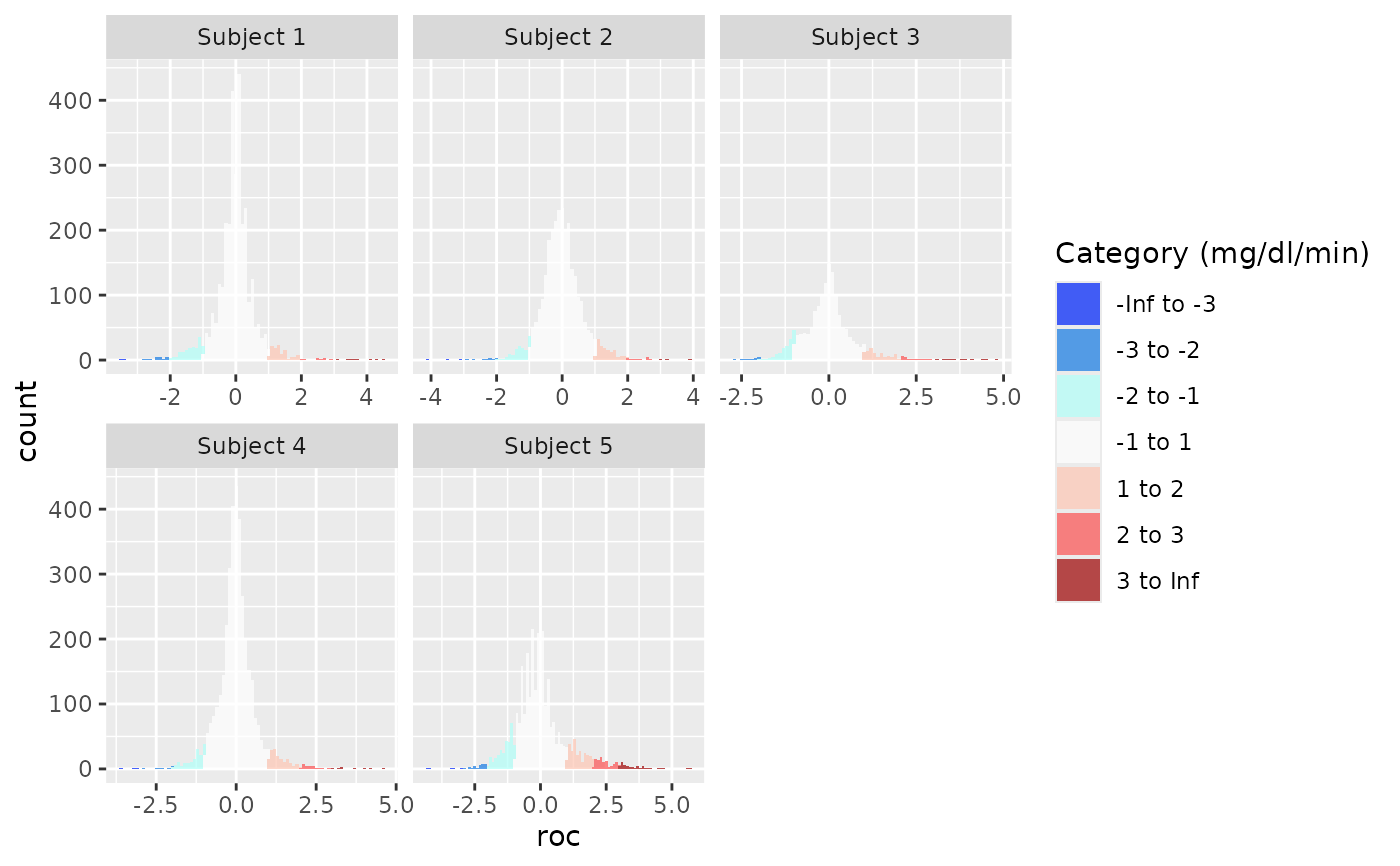 Subject 1 Subject 2 Subject 3
400
300
200
100
0
-2 0 2 4 -4 -2 0 2 4 -2.5 0.0 2.5 5.0
count
Subject 4 Subject 5
400
300
200
100
0
-2.5 0.0 2.5 5.0 -2.5 0.0 2.5 5.0
roc
Category (mg/dl/min)
-Inf to -3
-3 to -2
-2 to -1
-1 to 1
1 to 2
2 to 3
3 to Inf